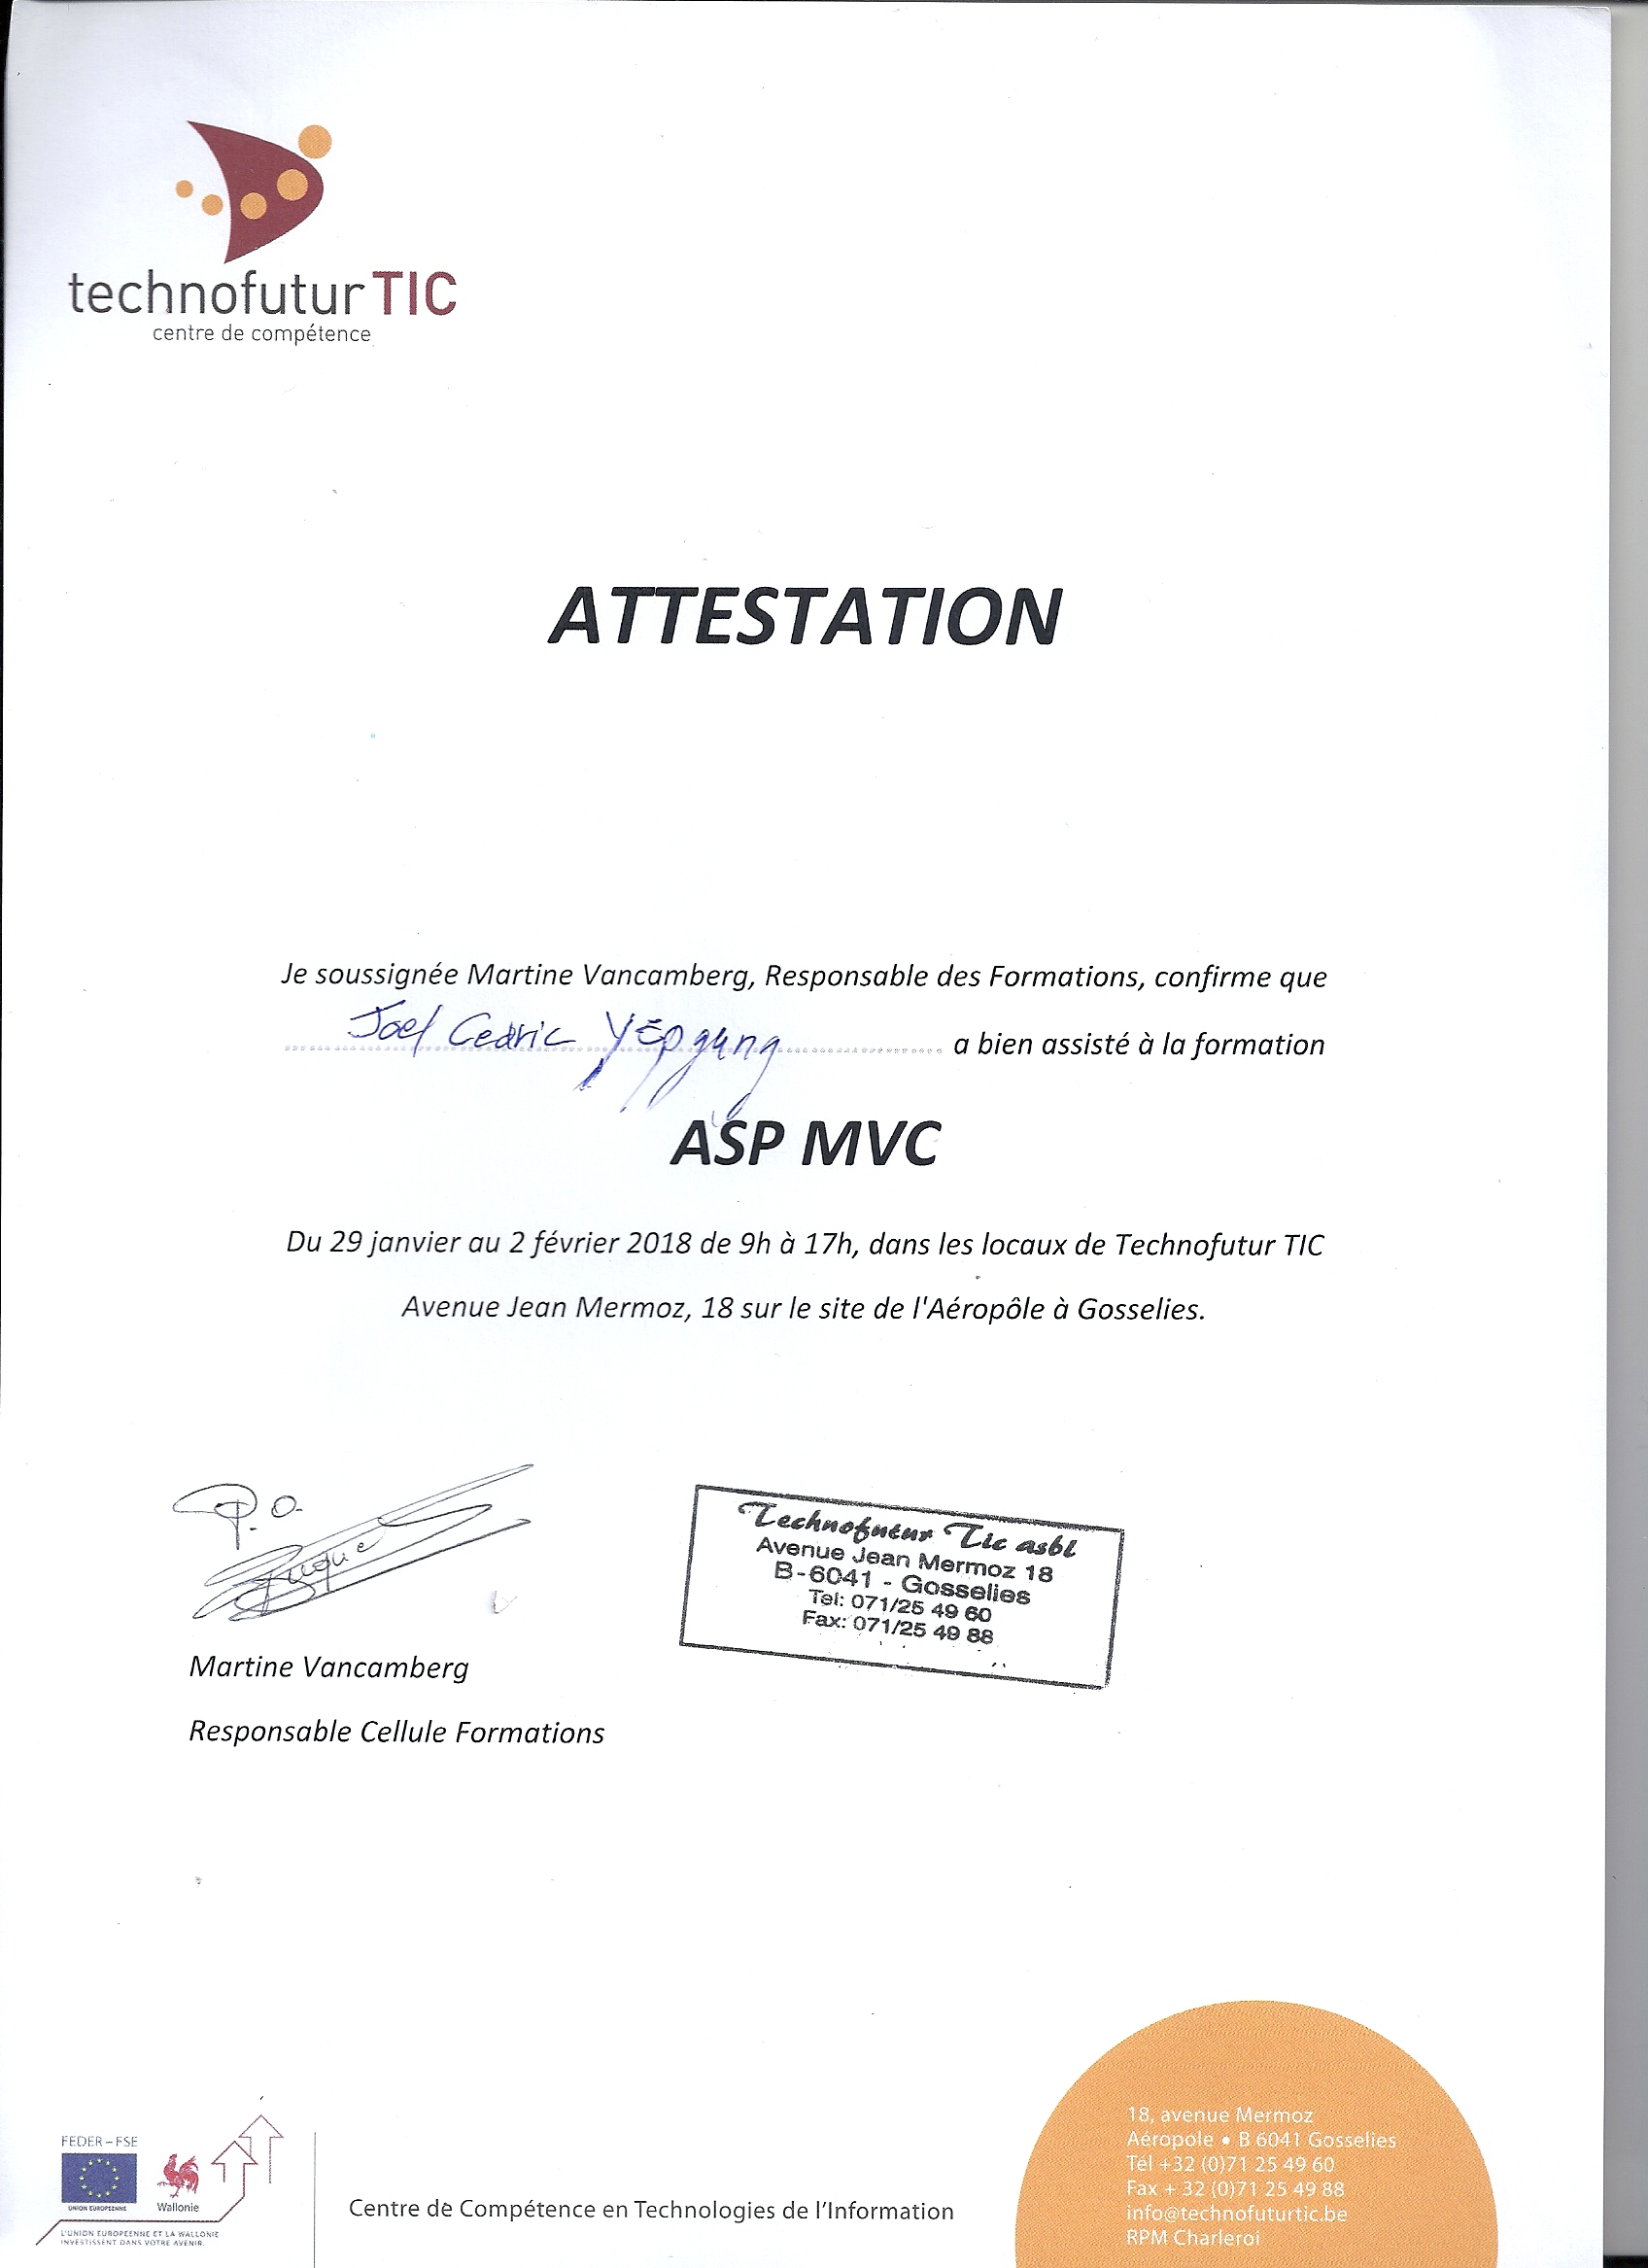 technofuturTIC
centre de compétence
ATTESTATION
Je soussignée Martine Vancamberg, Responsable des Formations, confirme que
Joel Cedric Yepgang a bien assisté à la formation
ASP MVC
Du 29 janvier au 2 février 2018 de 9h à 17h, dans les locaux de Technofutur TIC
Avenue Jean Mermoz, 18 sur le site de l'Aéropôle à Gosselies.
P.O.
Technofutur Tic asbl
Avenue Jean Mermoz 18
B-6041 - Gosselies
Tel: 071/25 49 60
Fax: 071/25 49 88
Martine Vancamberg
Responsable Cellule Formations
FEDER–FSE
UNION EUROPEENNE
Wallonie
L'UNION EUROPEENNE ET LA WALLONIE
INVESTISSENT DANS VOTRE AVENIR.
Centre de Compétence en Technologies de l'Information
18, avenue Mermoz
Aéropole • B 6041 Gosselies
Tél +32 (0)71 25 49 60
Fax + 32 (0)71 25 49 88
info@technofuturtic.be
RPM Charleroi